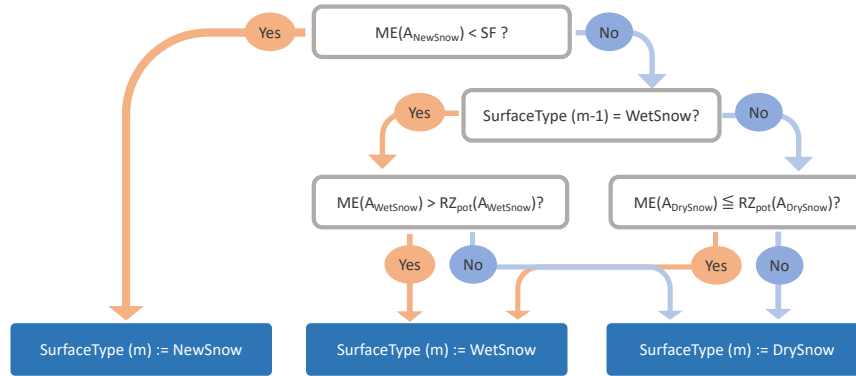 Yes
ME(A_NewSnow) < SF ?
No
Yes
SurfaceType (m-1) = WetSnow?
No
ME(A_WetSnow) > RZ_pot(A_WetSnow)?
ME(A_DrySnow) ≦ RZ_pot(A_DrySnow)?
Yes
No
Yes
No
SurfaceType (m) := NewSnow
SurfaceType (m) := WetSnow
SurfaceType (m) := DrySnow